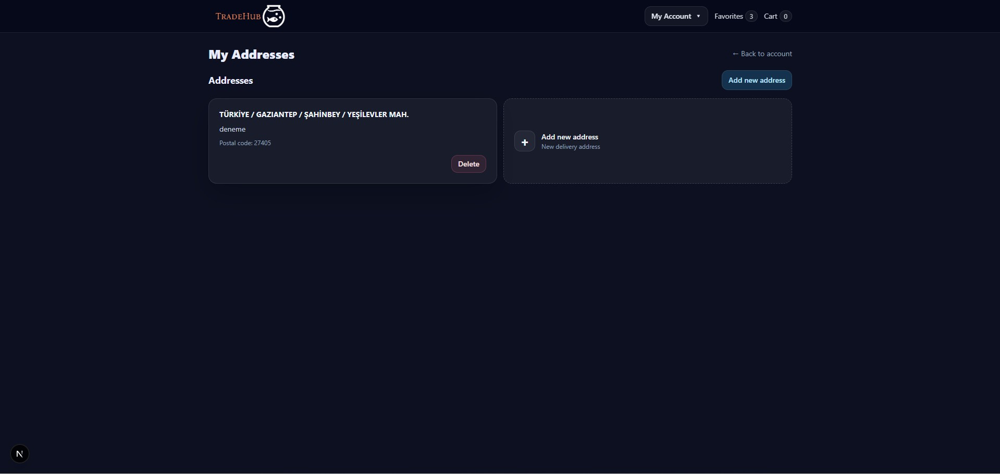 TRADEHUB
My Account ▼
Favorites 3
Cart 0
My Addresses
← Back to account
Addresses
Add new address
TÜRKİYE / GAZIANTEP / ŞAHİNBEY / YEŞİLEVLER MAH.
deneme
Postal code: 27405
Delete
+
Add new address
New delivery address
N